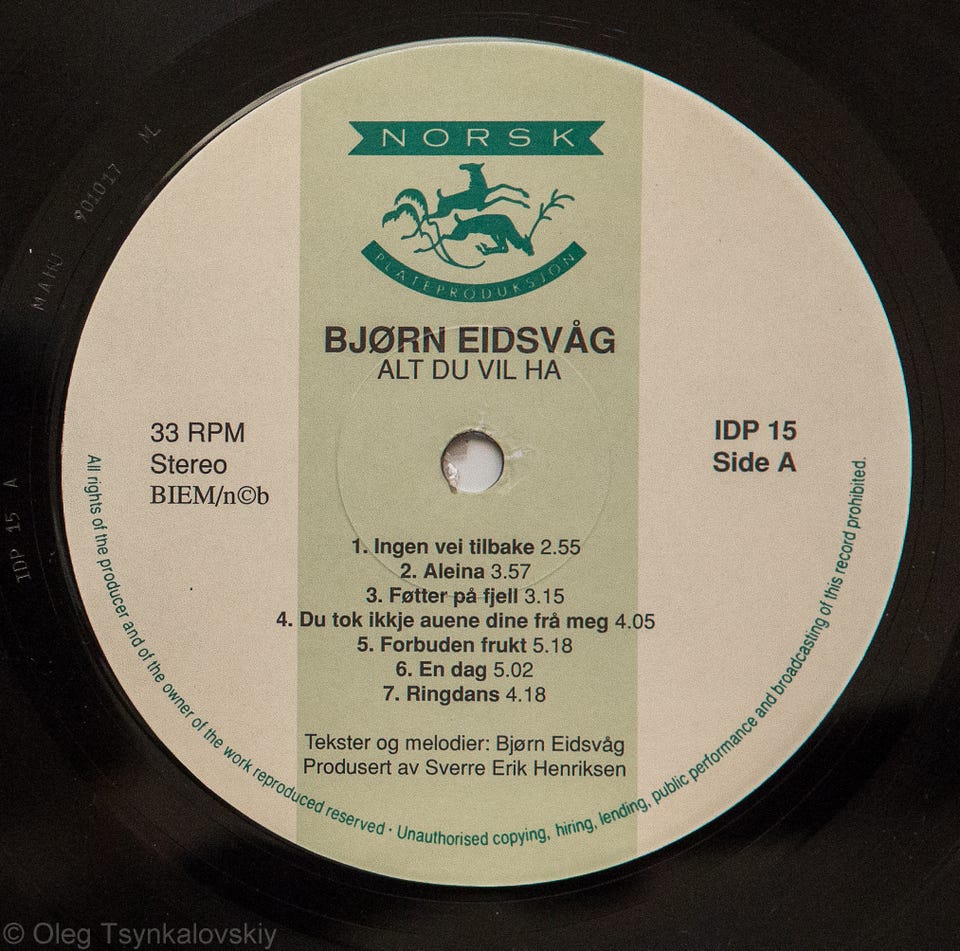 NORSK
PLATEPRODUKSJON
BJØRN EIDSVÅG
ALT DU VIL HA
33 RPM
Stereo
BIEM/n©b
IDP 15
Side A
1. Ingen vei tilbake 2.55
2. Aleina 3.57
3. Føtter på fjell 3.15
4. Du tok ikkje auene dine frå meg 4.05
5. Forbuden frukt 5.18
6. En dag 5.02
7. Ringdans 4.18
Tekster og melodier: Bjørn Eidsvåg
Produsert av Sverre Erik Henriksen
All rights of the producer and of the owner of the work reproduced reserved · Unauthorised copying, hiring, lending, public performance and broadcasting of this record prohibited.
IDP 15 A
901017
© Oleg Tsynkalovskiy